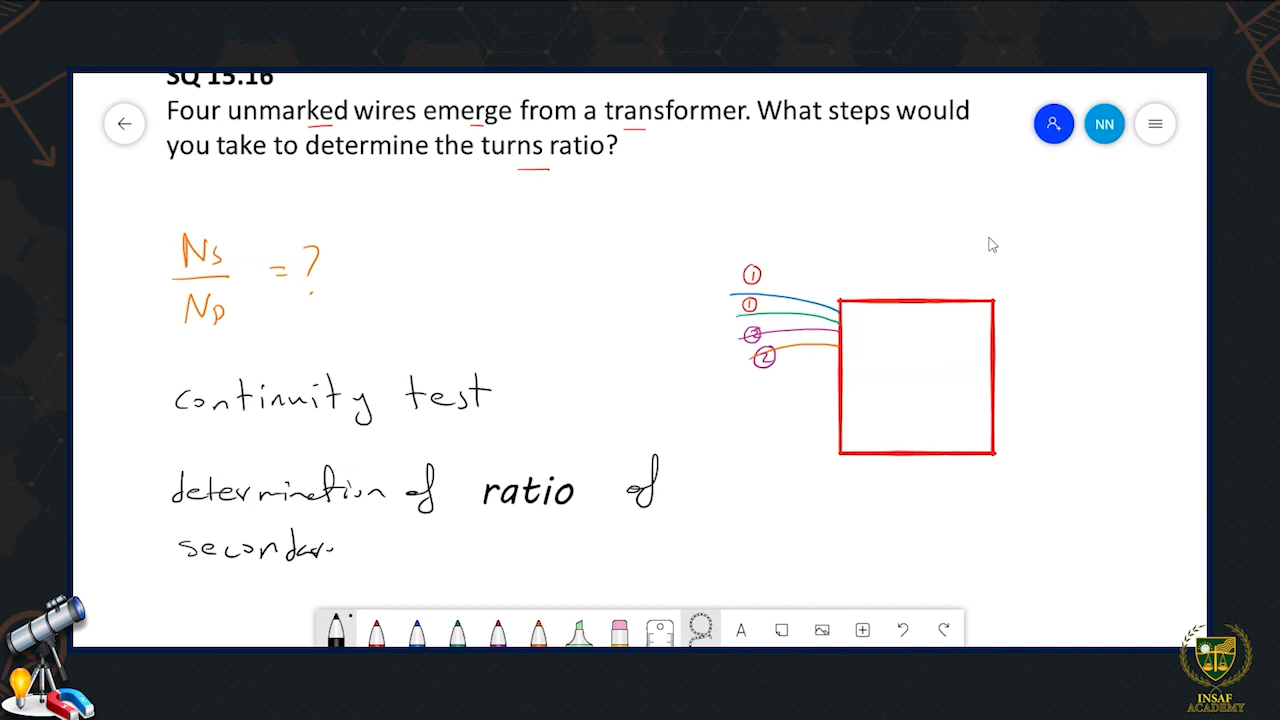 SQ 15.16
Four unmarked wires emerge from a transformer. What steps would
you take to determine the turns ratio?
NN
Ns
= ?
Np
1
1
2
2
continuity test
determination of ratio of
A
INSAF
ACADEMY